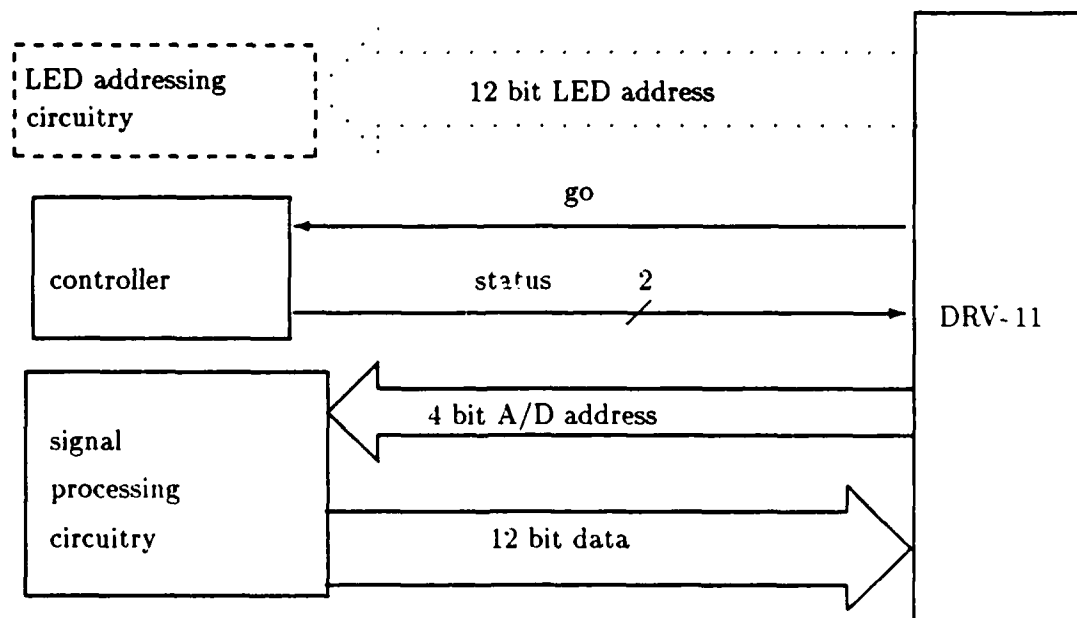 LED addressing
circuitry
12 bit LED address
go
controller
status
2
DRV-11
4 bit A/D address
signal
processing
circuitry
12 bit data